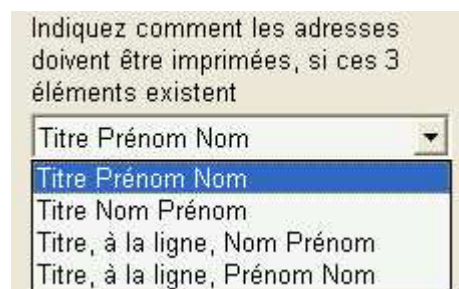 Indiquez comment les adresses
doivent être imprimées, si ces 3
éléments existent
Titre Prénom Nom
Titre Prénom Nom
Titre Nom Prénom
Titre, à la ligne, Nom Prénom
Titre, à la ligne, Prénom Nom